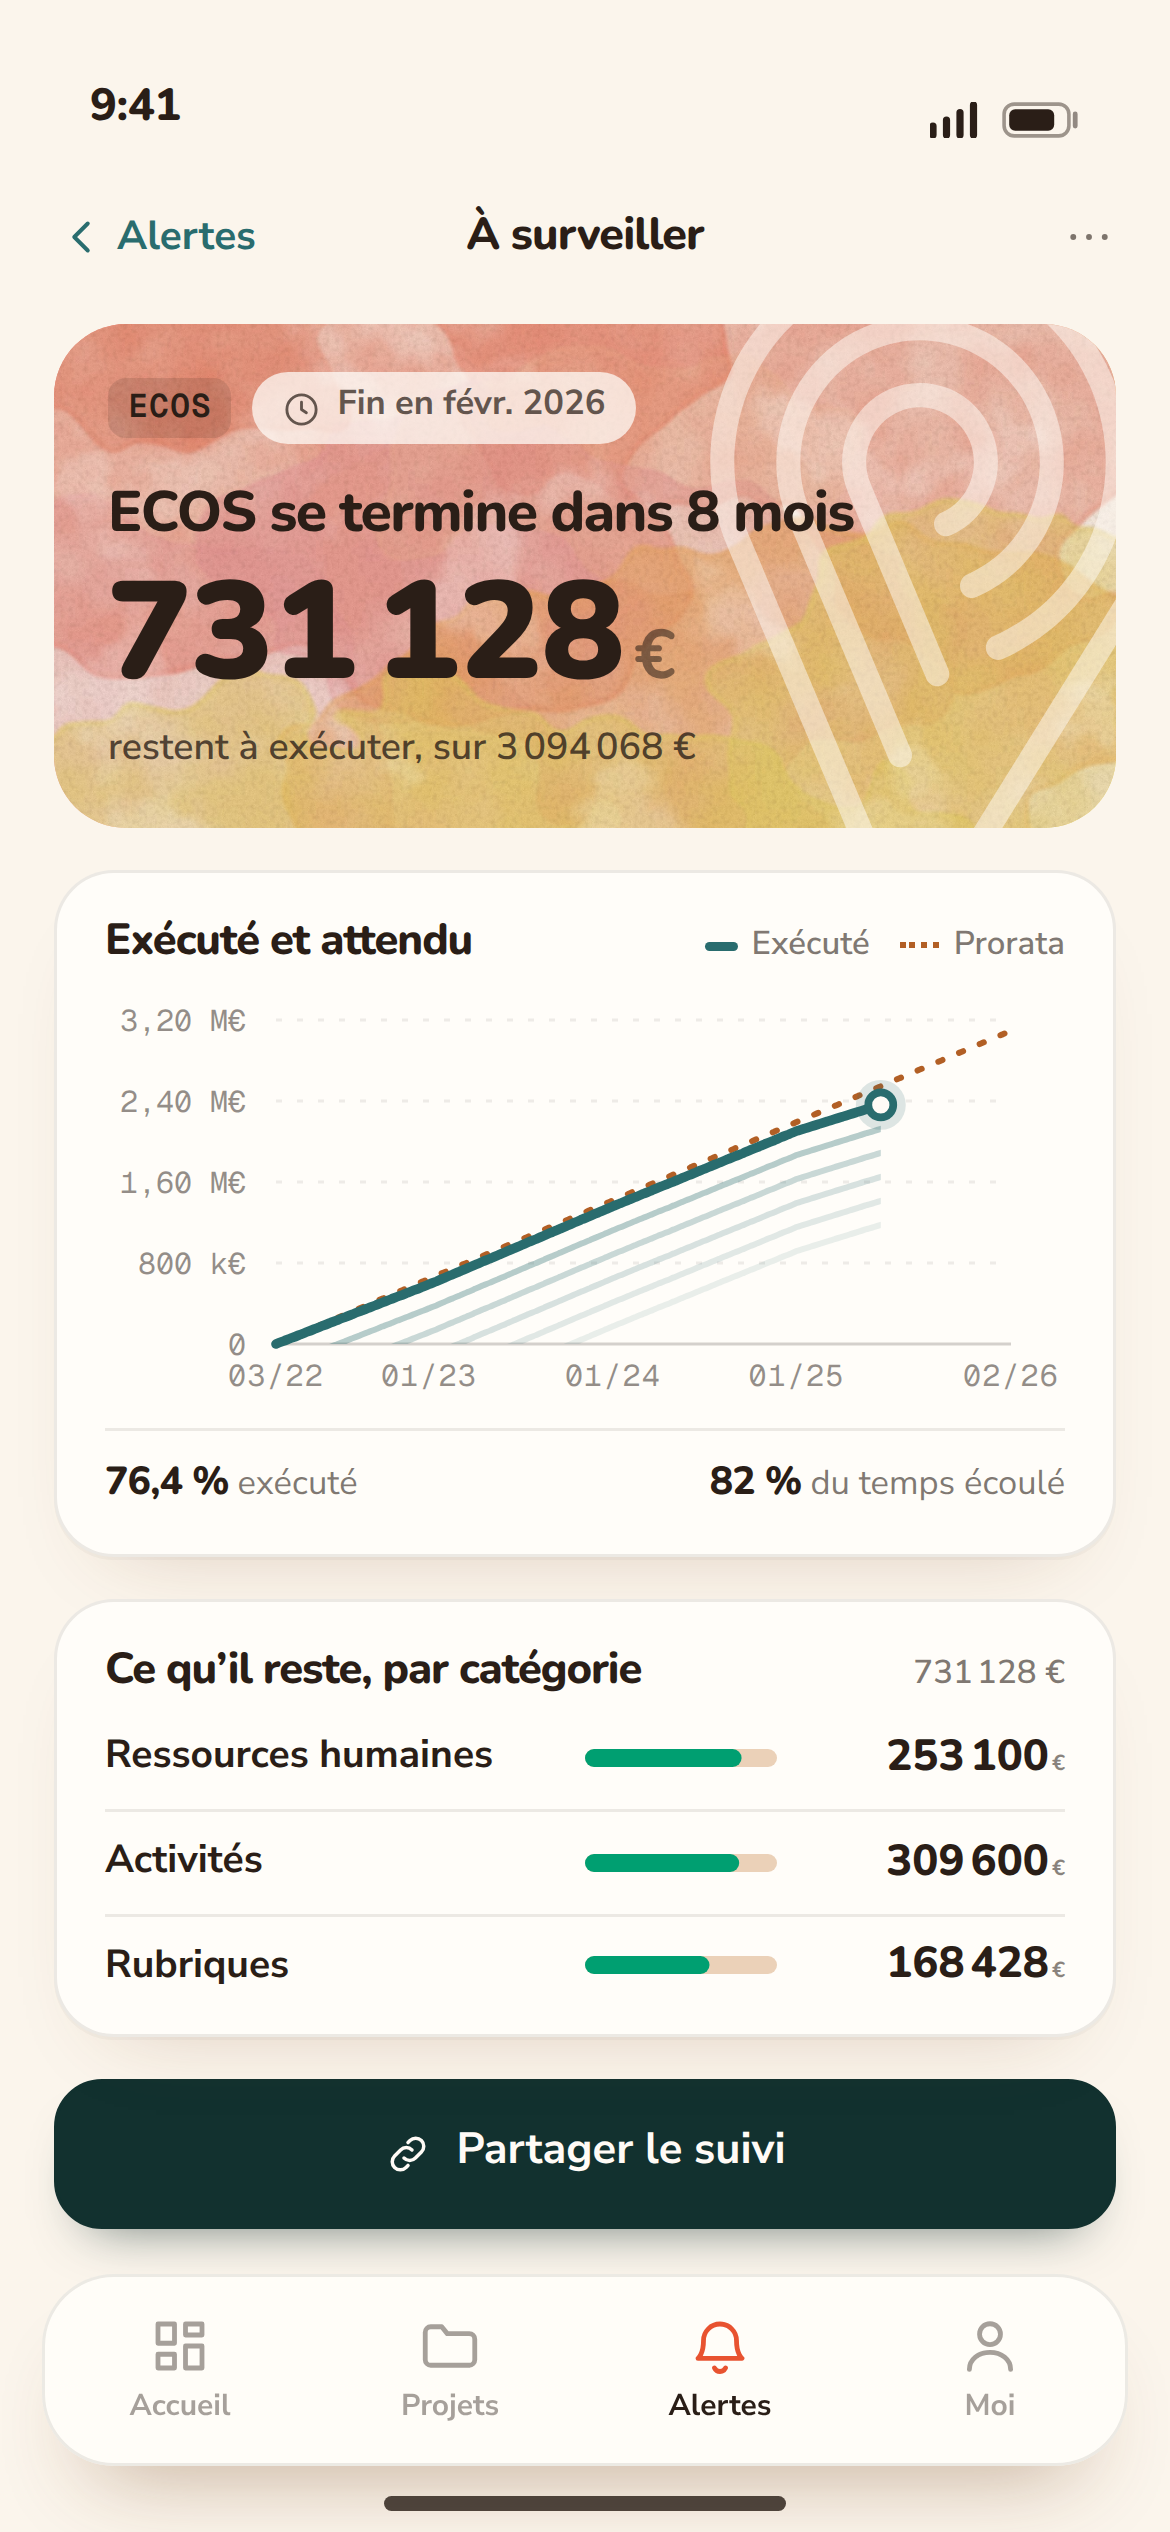 9:41
Alertes
À surveiller
ECOS
Fin en févr. 2026
ECOS se termine dans 8 mois
731 128 €
restent à exécuter, sur 3 094 068 €
Exécuté et attendu
Exécuté
Prorata
3,20 M€
2,40 M€
1,60 M€
800 k€
0
03/22 01/23 01/24 01/25 02/26
76,4 % exécuté
82 % du temps écoulé
Ce qu’il reste, par catégorie
731 128 €
Ressources humaines
253 100 €
Activités
309 600 €
Rubriques
168 428 €
Partager le suivi
Accueil
Projets
Alertes
Moi